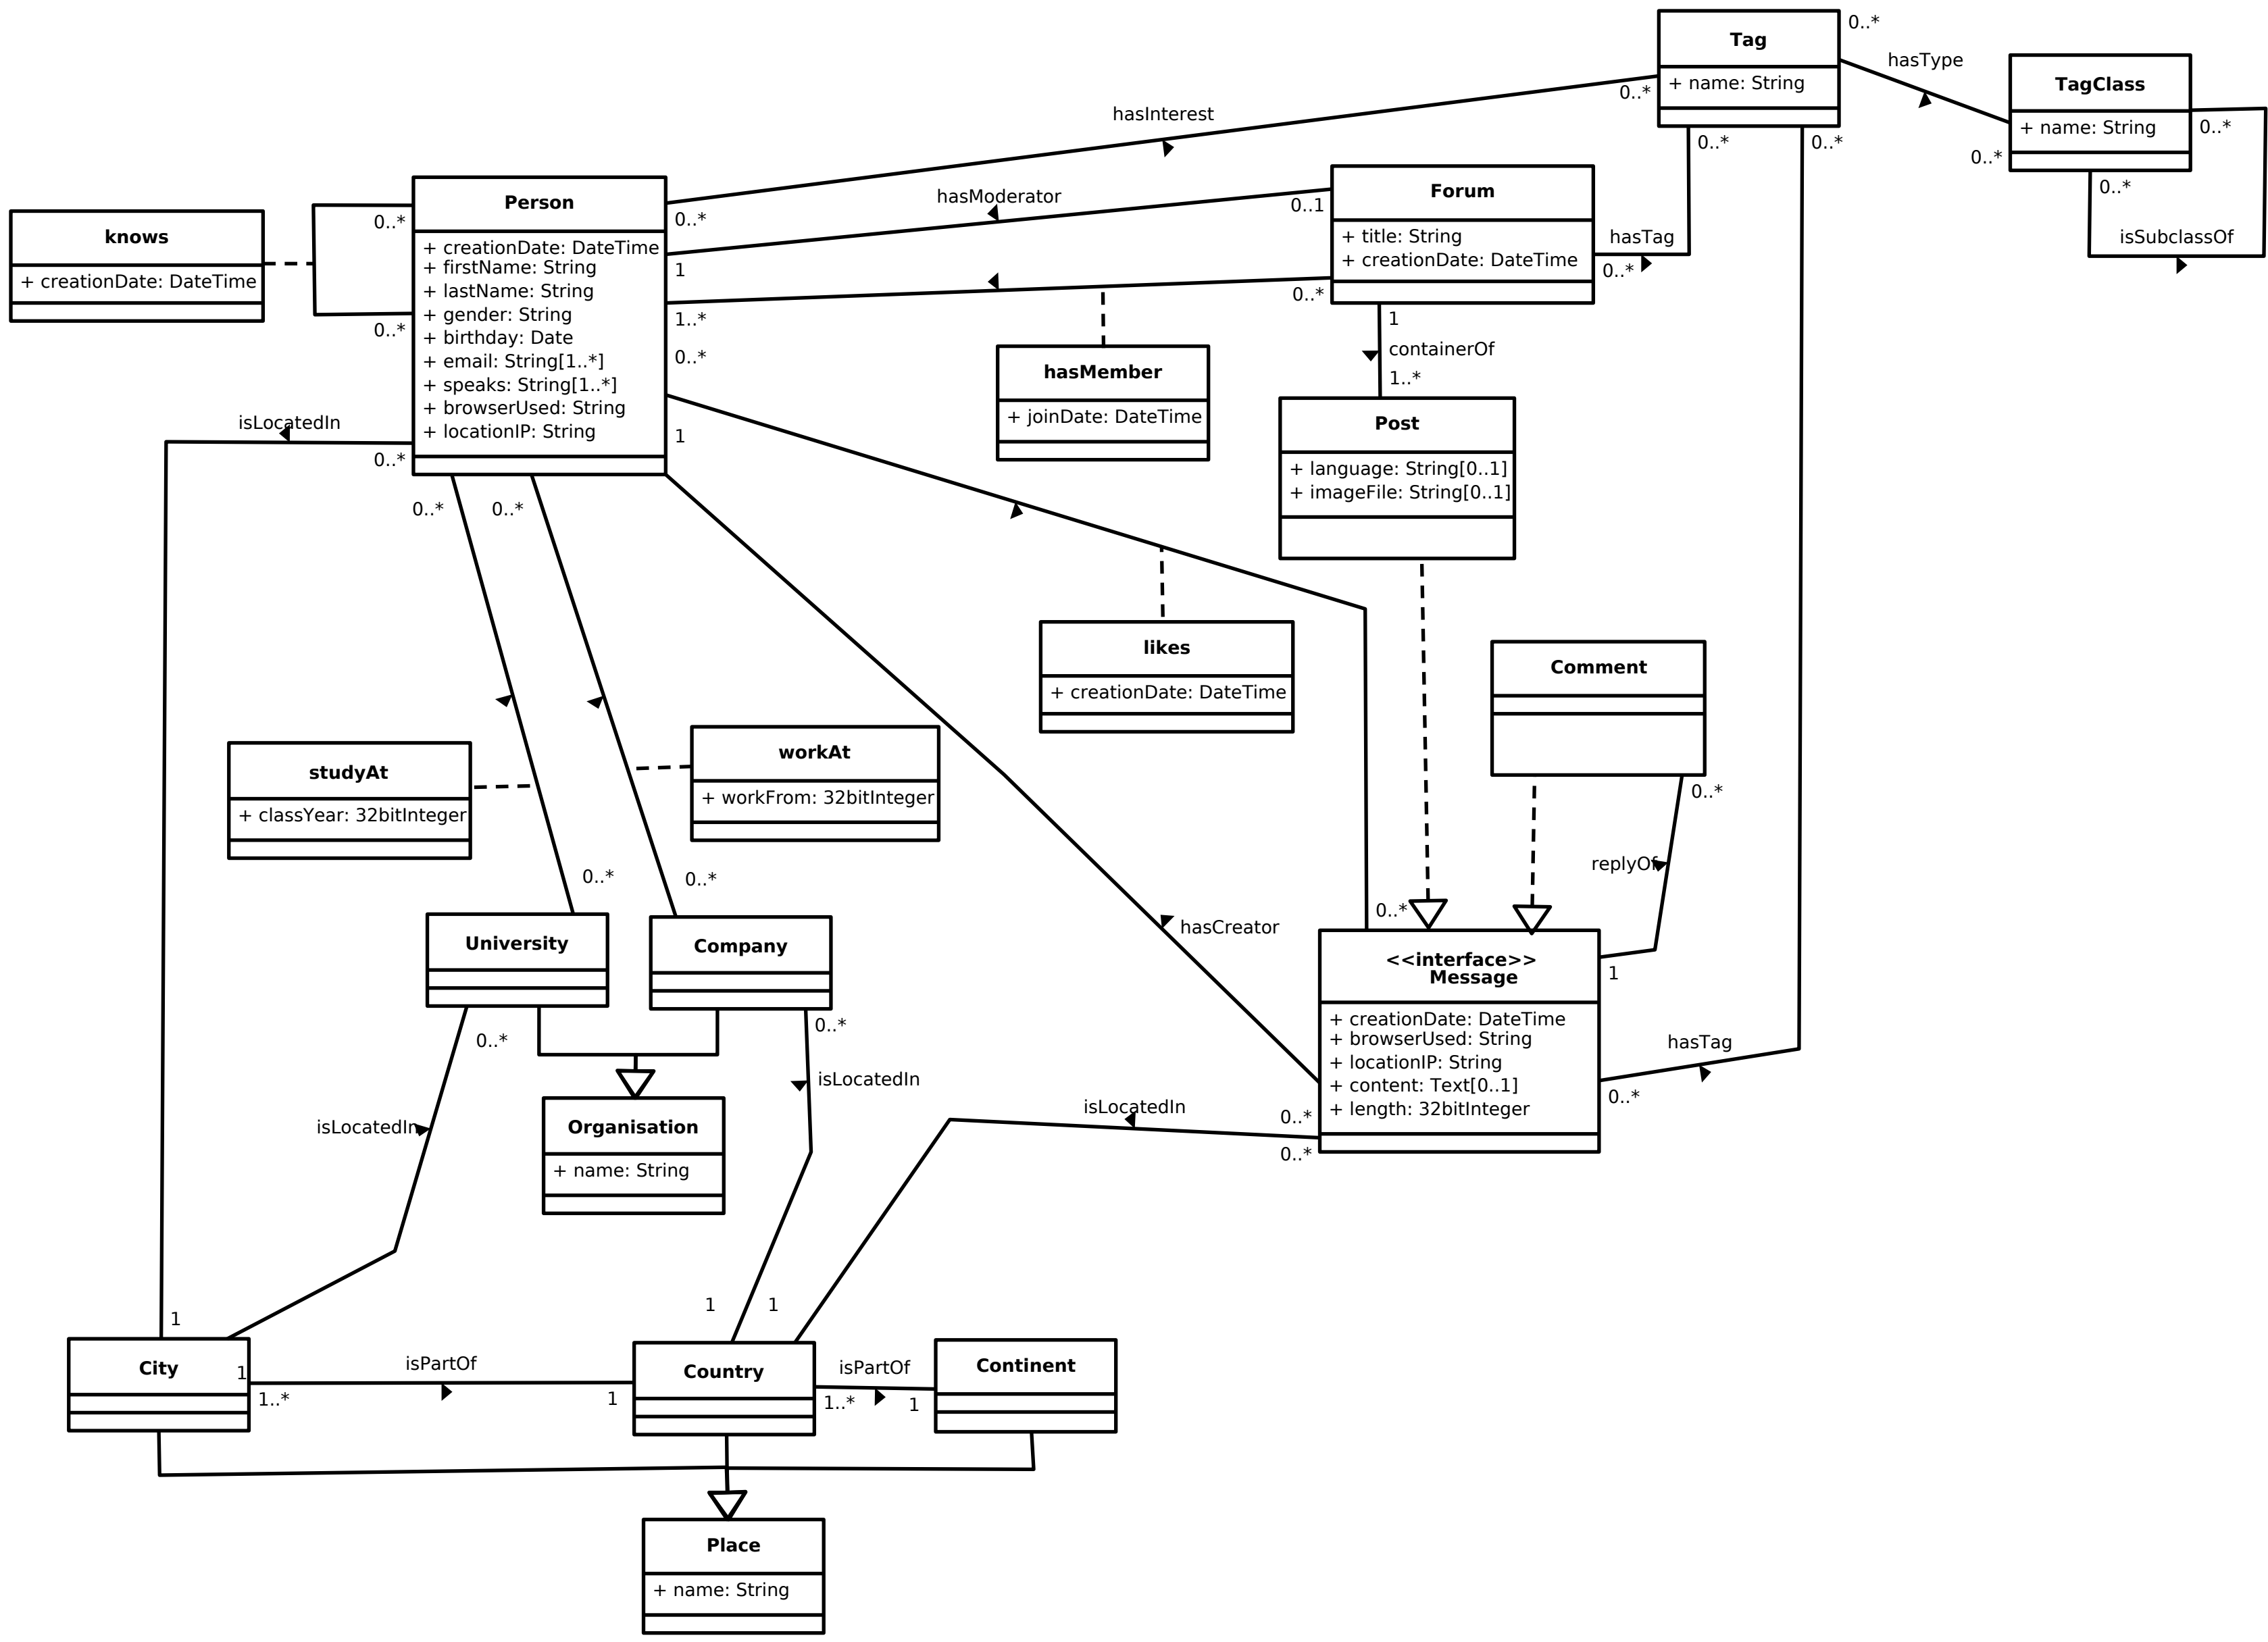 Tag
+ name: String
0..*
hasType
TagClass
+ name: String
0..*
0..*
0..*
isSubclassOf
hasInterest
0..*
0..*
0..*
0..*
knows
+ creationDate: DateTime
0..*
0..*
Person
+ creationDate: DateTime
+ firstName: String
+ lastName: String
+ gender: String
+ birthday: Date
+ email: String[1..*]
+ speaks: String[1..*]
+ browserUsed: String
+ locationIP: String
hasModerator
0..1
1
Forum
+ title: String
+ creationDate: DateTime
hasTag
0..*
0..*
1..*
0..*
1
hasMember
+ joinDate: DateTime
1
containerOf
1..*
Post
+ language: String[0..1]
+ imageFile: String[0..1]
isLocatedIn
0..*
0..*
0..*
likes
+ creationDate: DateTime
Comment
0..*
replyOf
studyAt
+ classYear: 32bitInteger
workAt
+ workFrom: 32bitInteger
0..*
0..*
University
Company
hasCreator
0..*
<<interface>>
Message
+ creationDate: DateTime
+ browserUsed: String
+ locationIP: String
+ content: Text[0..1]
+ length: 32bitInteger
1
hasTag
0..*
0..*
0..*
isLocatedIn
isLocatedIn
Organisation
+ name: String
isLocatedIn
0..*
0..*
1
1
1
City
1
1..*
isPartOf
1
Country
isPartOf
1..*
1
Continent
Place
+ name: String